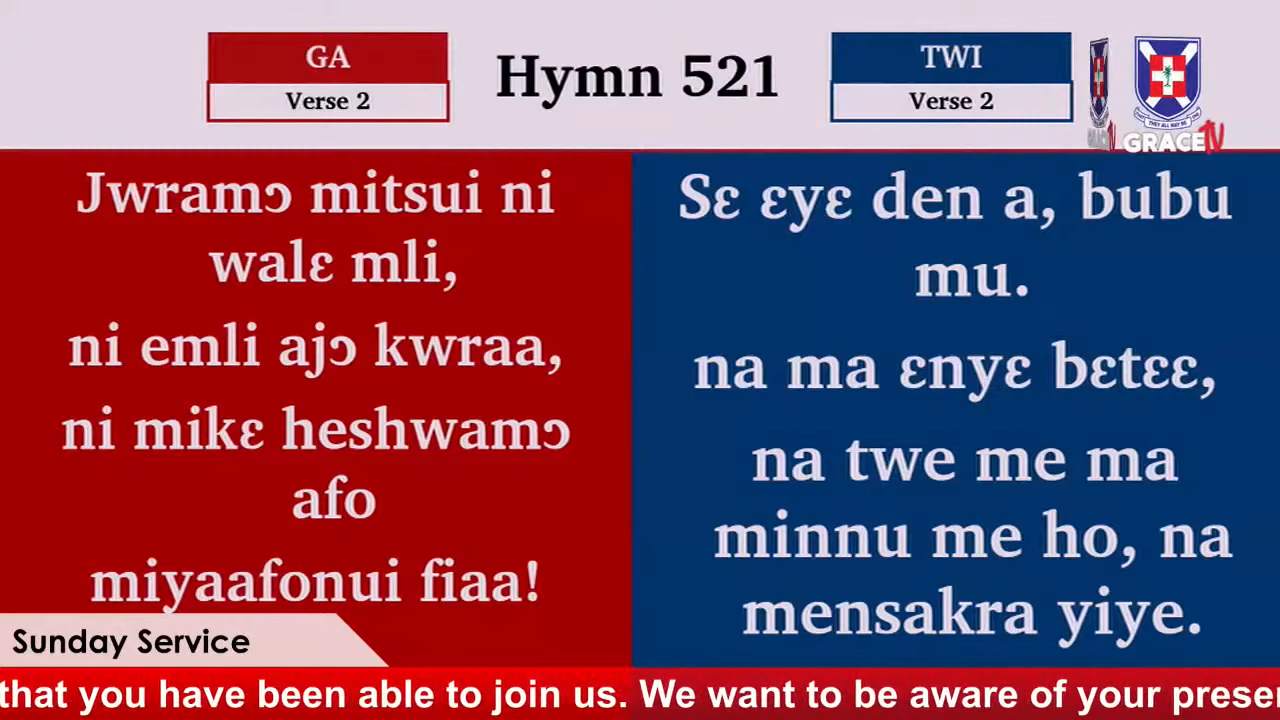 GA
Verse 2
Hymn 521
TWI
Verse 2
GRACE TV
Jwramɔ mitsui ni
walɛ mli,
ni emli ajɔ kwraa,
ni mikɛ heshwamɔ
afo
miyaafonui fiaa!
Sɛ ɛyɛ den a, bubu
mu.
na ma ɛnyɛ bɛtɛɛ,
na twe me ma
minnu me ho, na
mensakra yiye.
Sunday Service
that you have been able to join us. We want to be aware of your prese